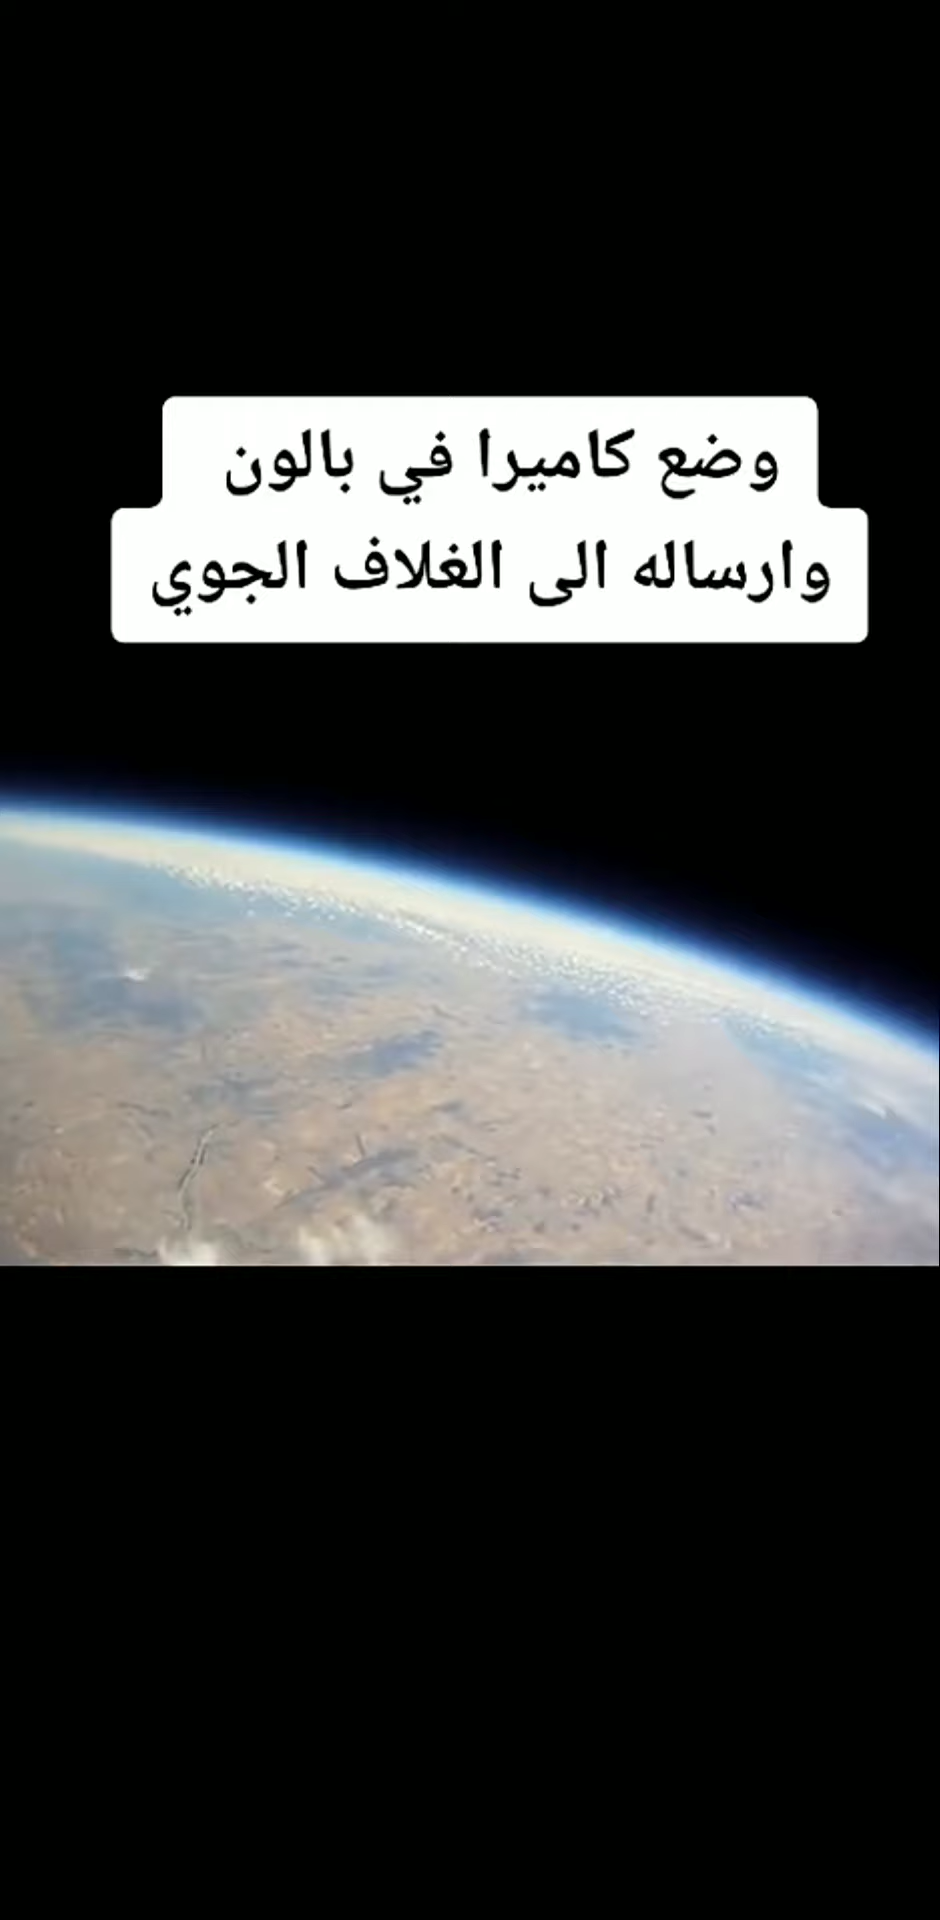 وضع كاميرا في بالون
وارساله الى الغلاف الجوي